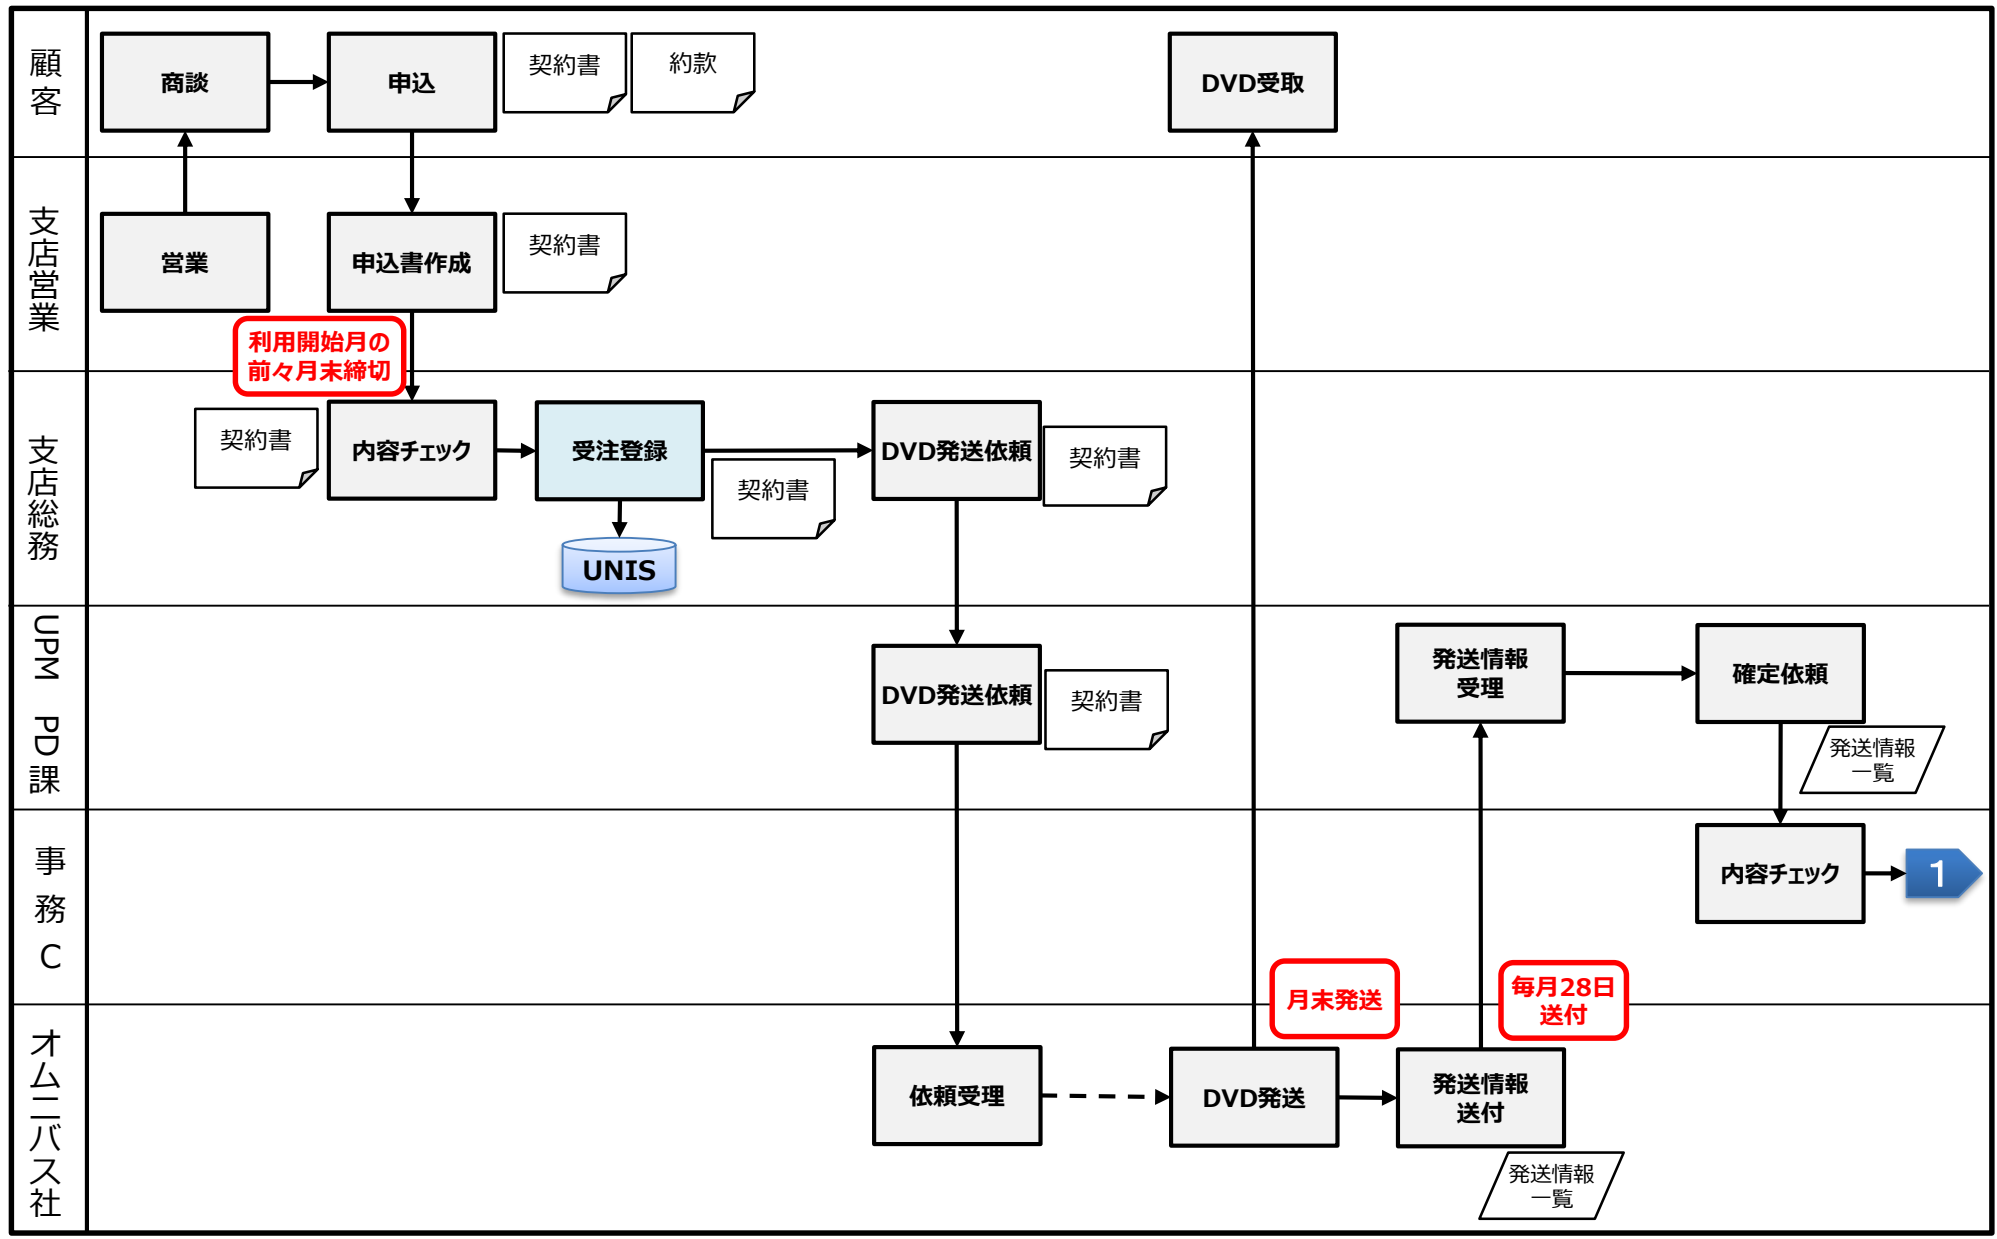 顧客
商談
申込
契約書
約款
DVD受取
支店営業
営業
申込書作成
契約書
利用開始月の
前々月末締切
支店総務
契約書
内容チェック
受注登録
契約書
DVD発送依頼
契約書
UNIS
UPM PD課
DVD発送依頼
契約書
発送情報
受理
確定依頼
発送情報
一覧
事務C
内容チェック
1
月末発送
毎月28日
送付
オムニバス社
依頼受理
DVD発送
発送情報
送付
発送情報
一覧